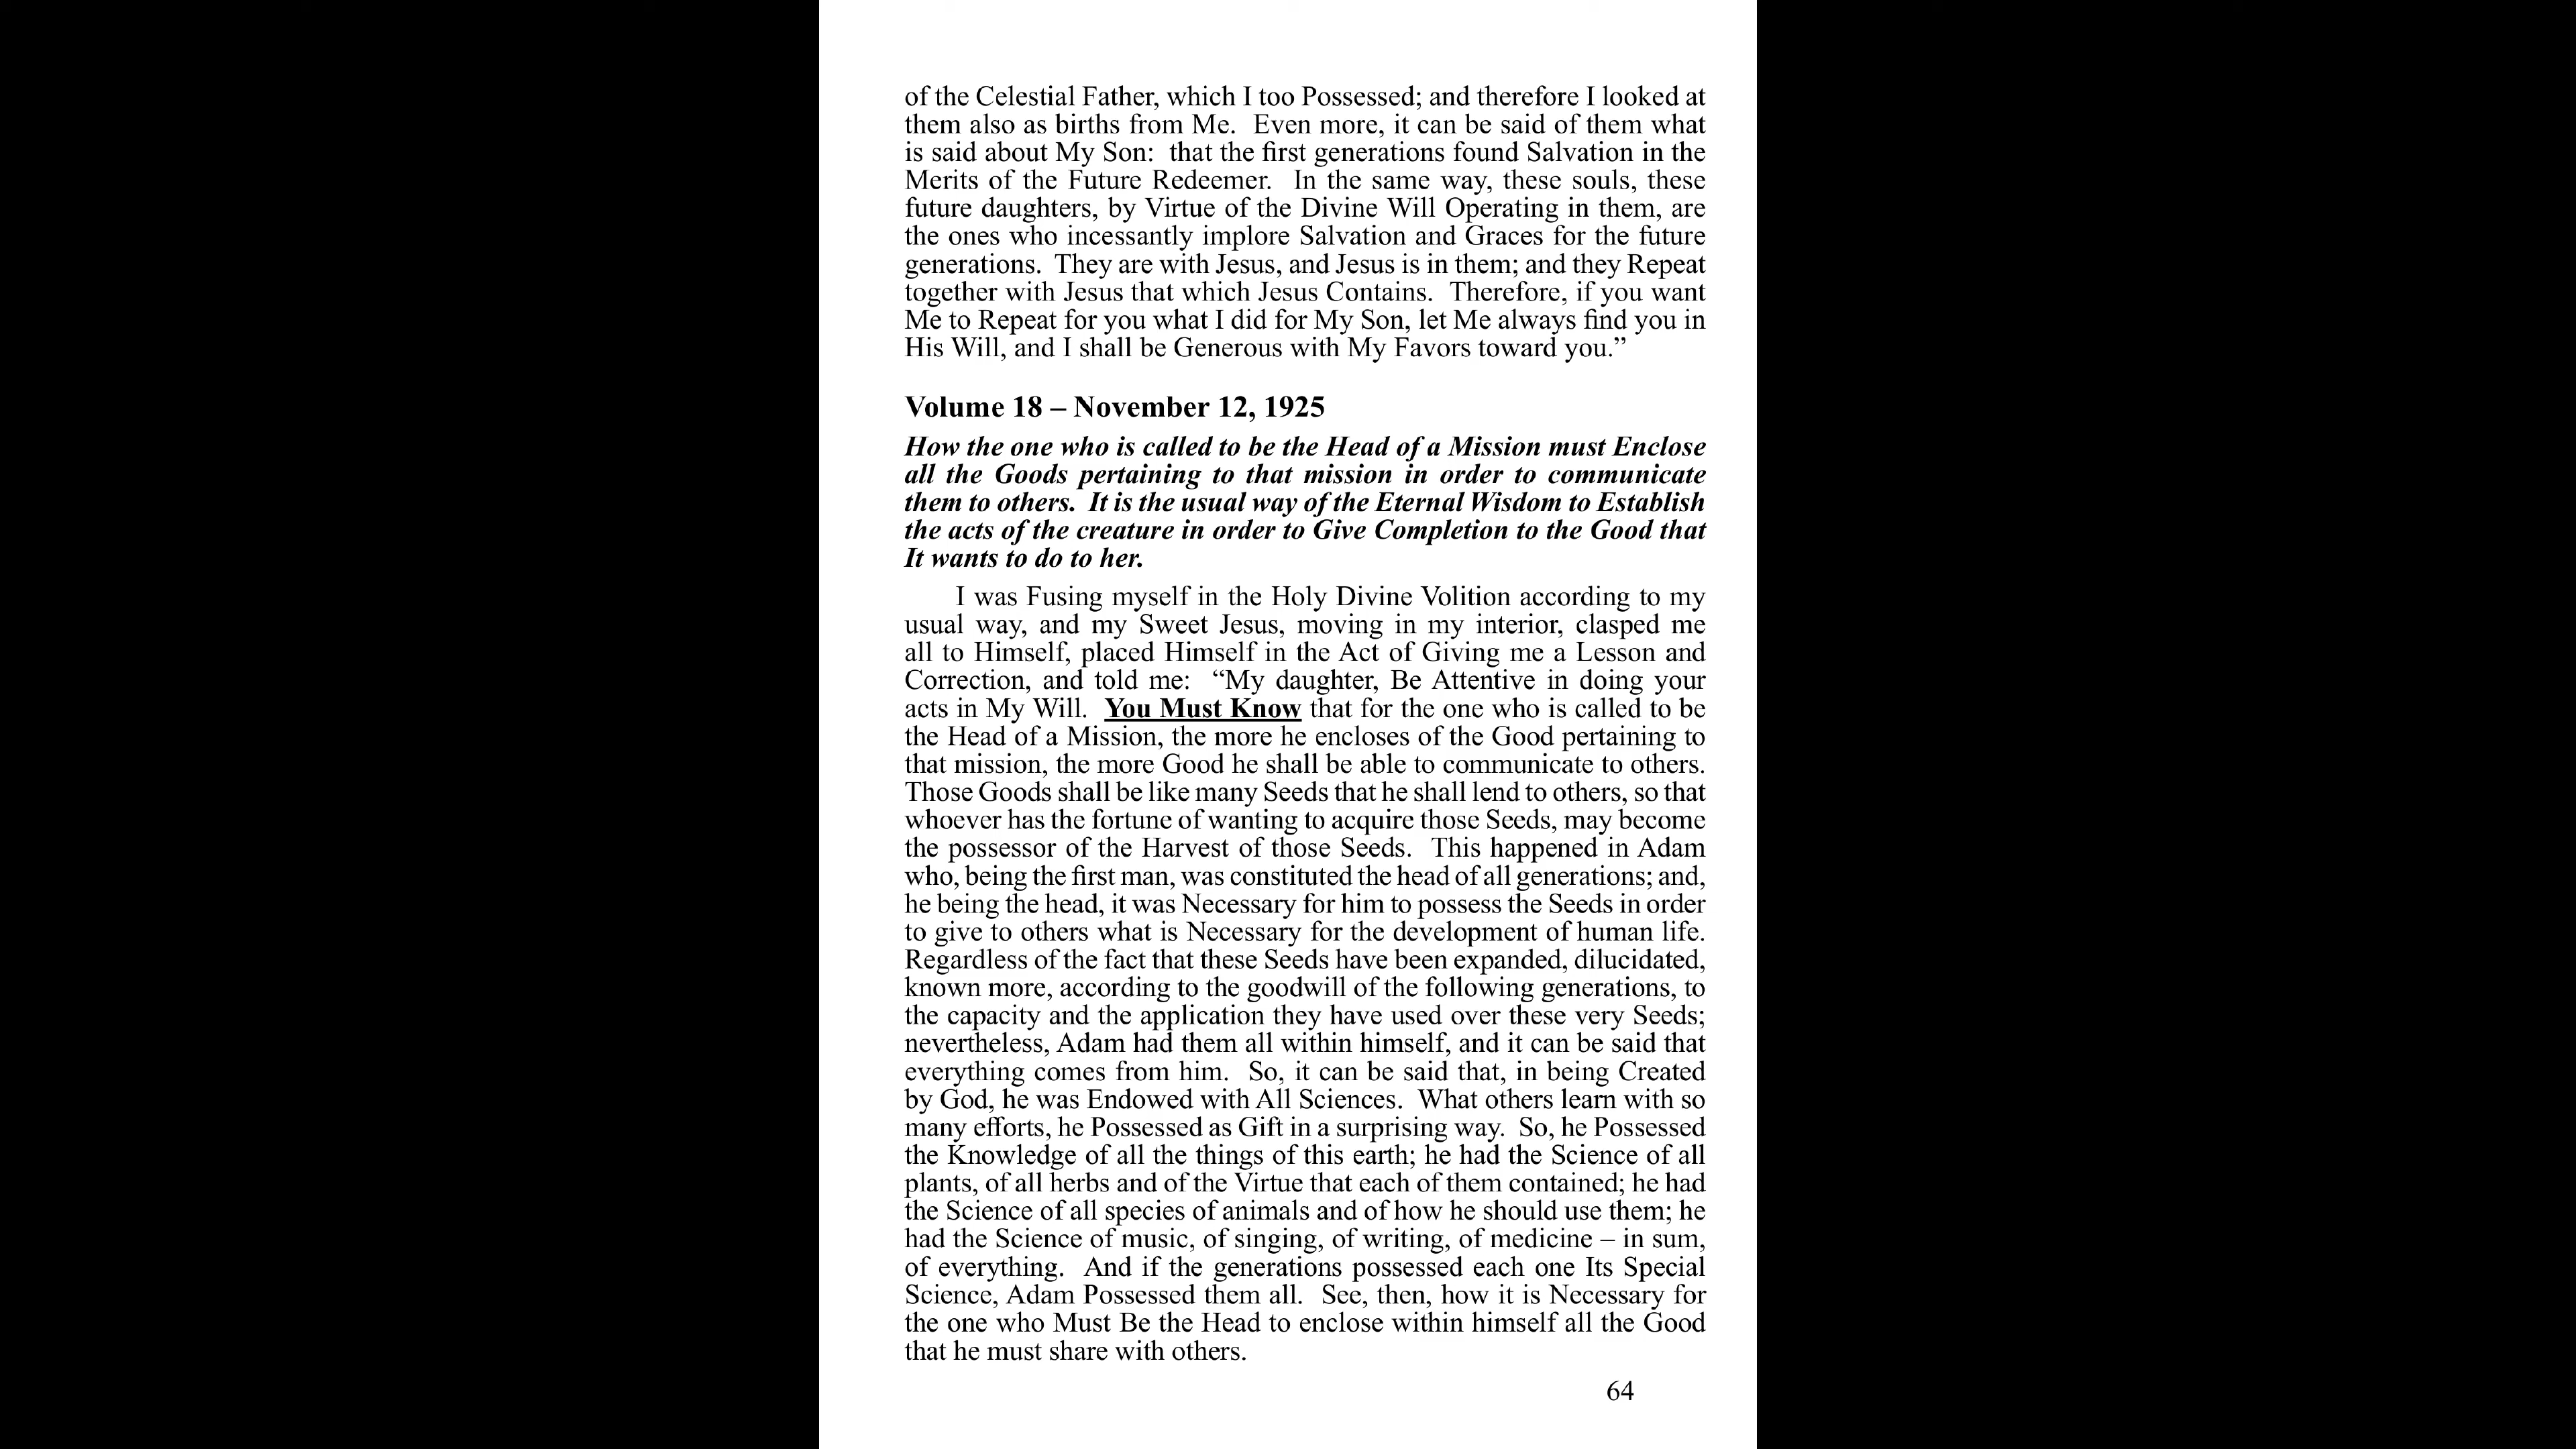 of the Celestial Father, which I too Possessed; and therefore I looked at
them also as births from Me.  Even more, it can be said of them what
is said about My Son:  that the first generations found Salvation in the
Merits of the Future Redeemer.  In the same way, these souls, these
future daughters, by Virtue of the Divine Will Operating in them, are
the ones who incessantly implore Salvation and Graces for the future
generations.  They are with Jesus, and Jesus is in them; and they Repeat
together with Jesus that which Jesus Contains.  Therefore, if you want
Me to Repeat for you what I did for My Son, let Me always find you in
His Will, and I shall be Generous with My Favors toward you.”
Volume 18 – November 12, 1925
How the one who is called to be the Head of a Mission must Enclose
all the Goods pertaining to that mission in order to communicate
them to others.  It is the usual way of the Eternal Wisdom to Establish
the acts of the creature in order to Give Completion to the Good that
It wants to do to her.
I was Fusing myself in the Holy Divine Volition according to my
usual way, and my Sweet Jesus, moving in my interior, clasped me
all to Himself, placed Himself in the Act of Giving me a Lesson and
Correction, and told me:  “My daughter, Be Attentive in doing your
acts in My Will.  You Must Know that for the one who is called to be
the Head of a Mission, the more he encloses of the Good pertaining to
that mission, the more Good he shall be able to communicate to others.
Those Goods shall be like many Seeds that he shall lend to others, so that
whoever has the fortune of wanting to acquire those Seeds, may become
the possessor of the Harvest of those Seeds.  This happened in Adam
who, being the first man, was constituted the head of all generations; and,
he being the head, it was Necessary for him to possess the Seeds in order
to give to others what is Necessary for the development of human life.
Regardless of the fact that these Seeds have been expanded, dilucidated,
known more, according to the goodwill of the following generations, to
the capacity and the application they have used over these very Seeds;
nevertheless, Adam had them all within himself, and it can be said that
everything comes from him.  So, it can be said that, in being Created
by God, he was Endowed with All Sciences.  What others learn with so
many efforts, he Possessed as Gift in a surprising way.  So, he Possessed
the Knowledge of all the things of this earth; he had the Science of all
plants, of all herbs and of the Virtue that each of them contained; he had
the Science of all species of animals and of how he should use them; he
had the Science of music, of singing, of writing, of medicine – in sum,
of everything.  And if the generations possessed each one Its Special
Science, Adam Possessed them all.  See, then, how it is Necessary for
the one who Must Be the Head to enclose within himself all the Good
that he must share with others.
64